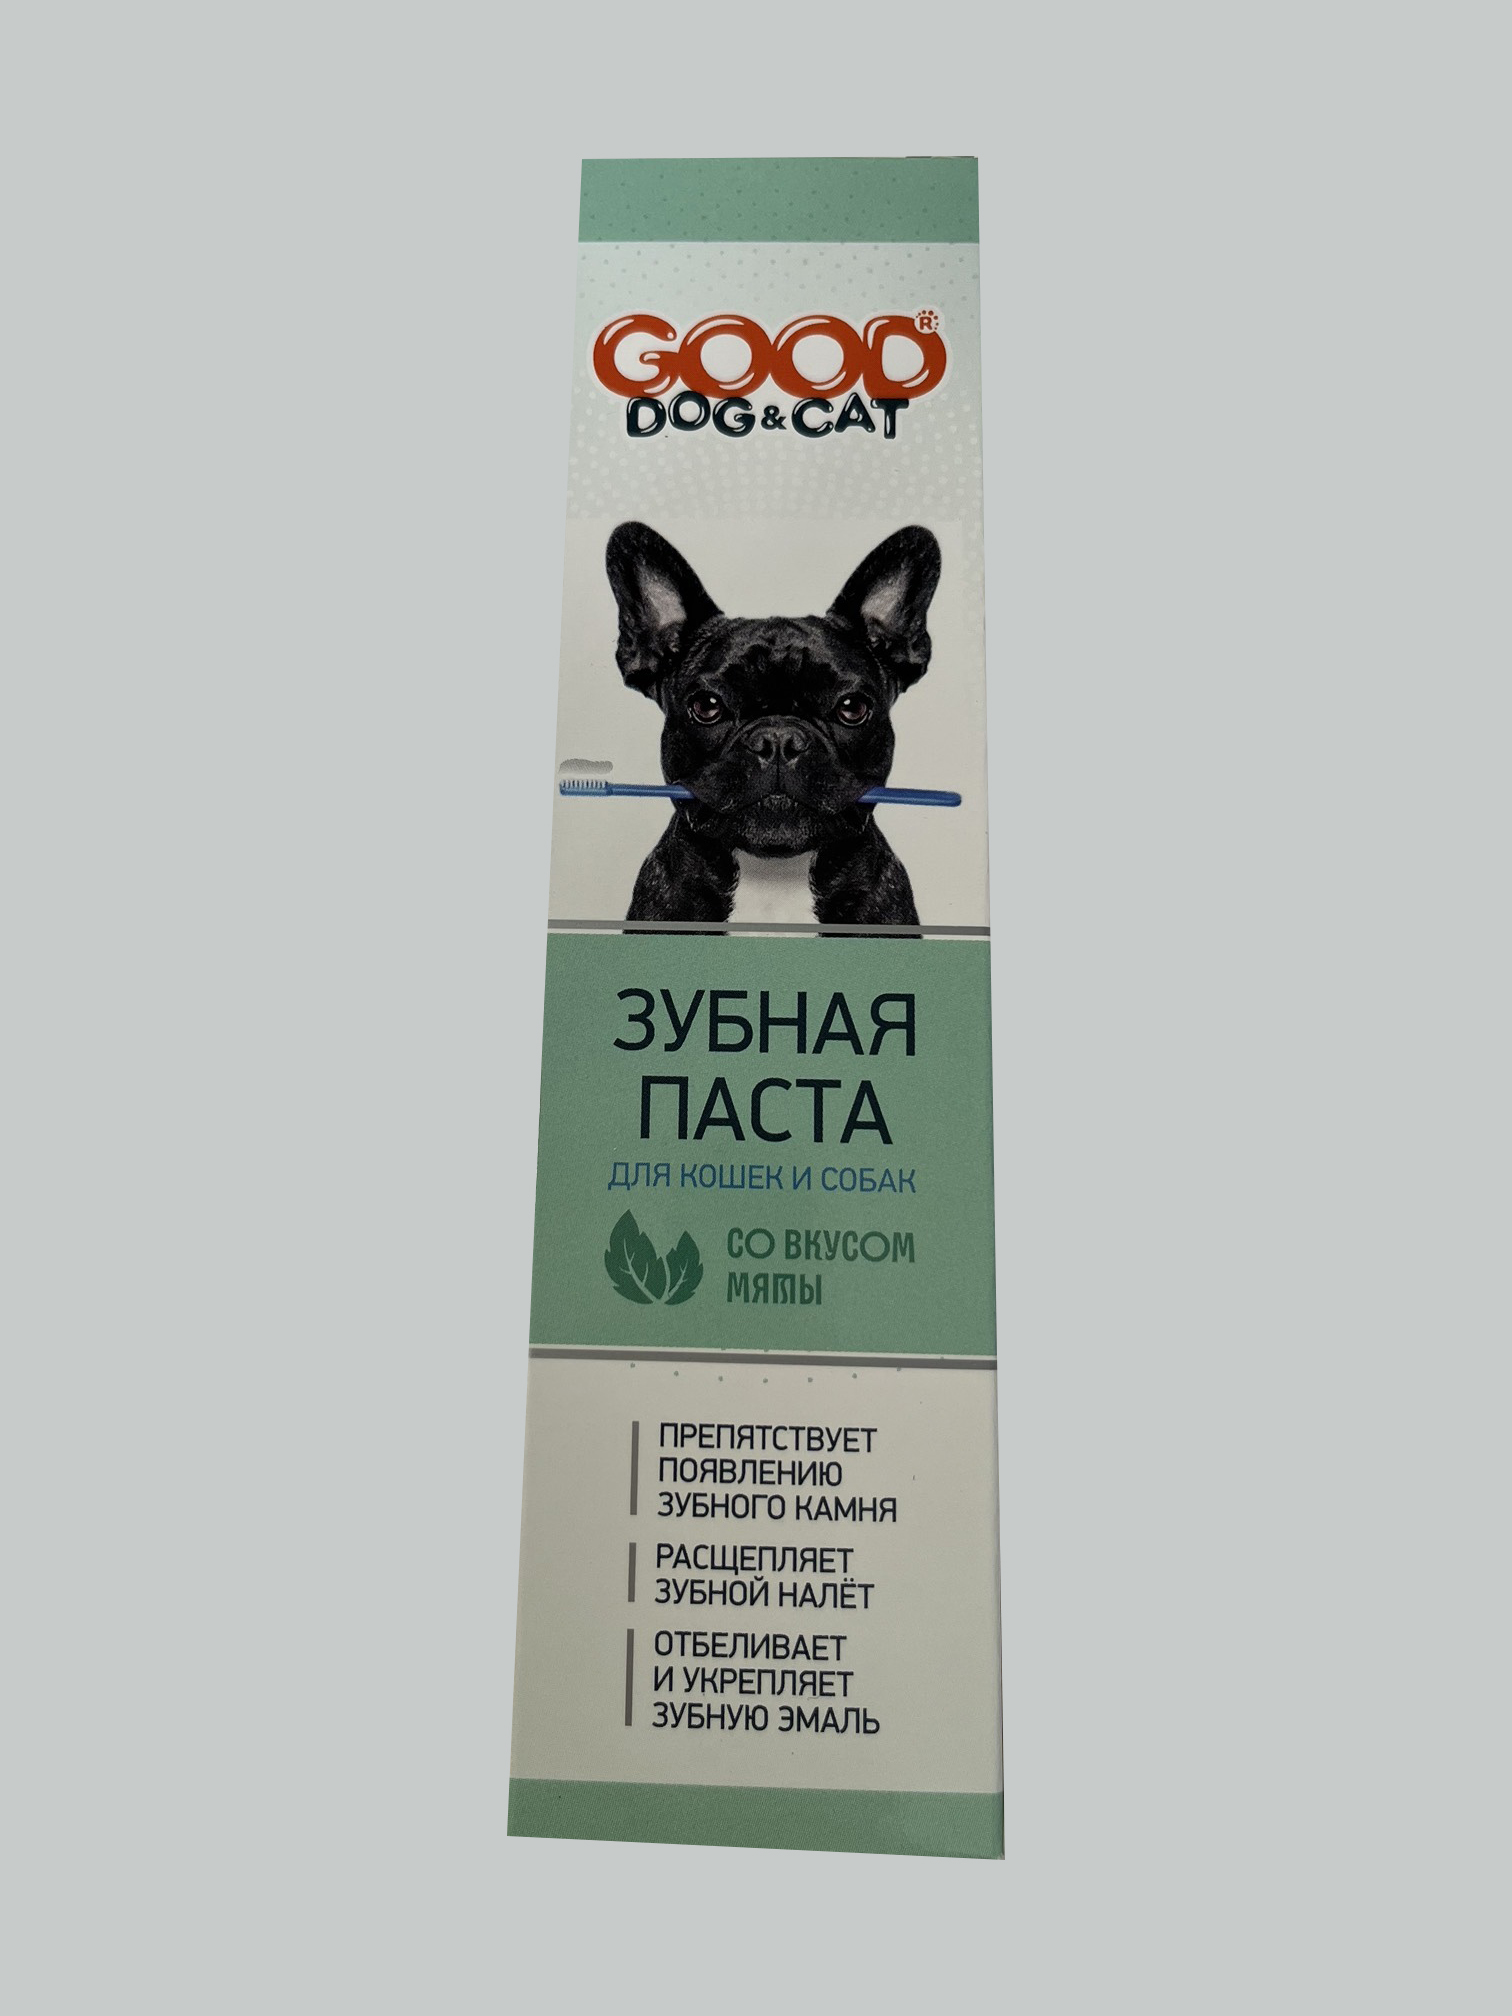 GOOD®
DOG&CAT
ЗУБНАЯ
ПАСТА
ДЛЯ КОШЕК И СОБАК
СО ВКУСОМ
МЯТЫ
ПРЕПЯТСТВУЕТ
ПОЯВЛЕНИЮ
ЗУБНОГО КАМНЯ
РАСЩЕПЛЯЕТ
ЗУБНОЙ НАЛЁТ
ОТБЕЛИВАЕТ
И УКРЕПЛЯЕТ
ЗУБНУЮ ЭМАЛЬ